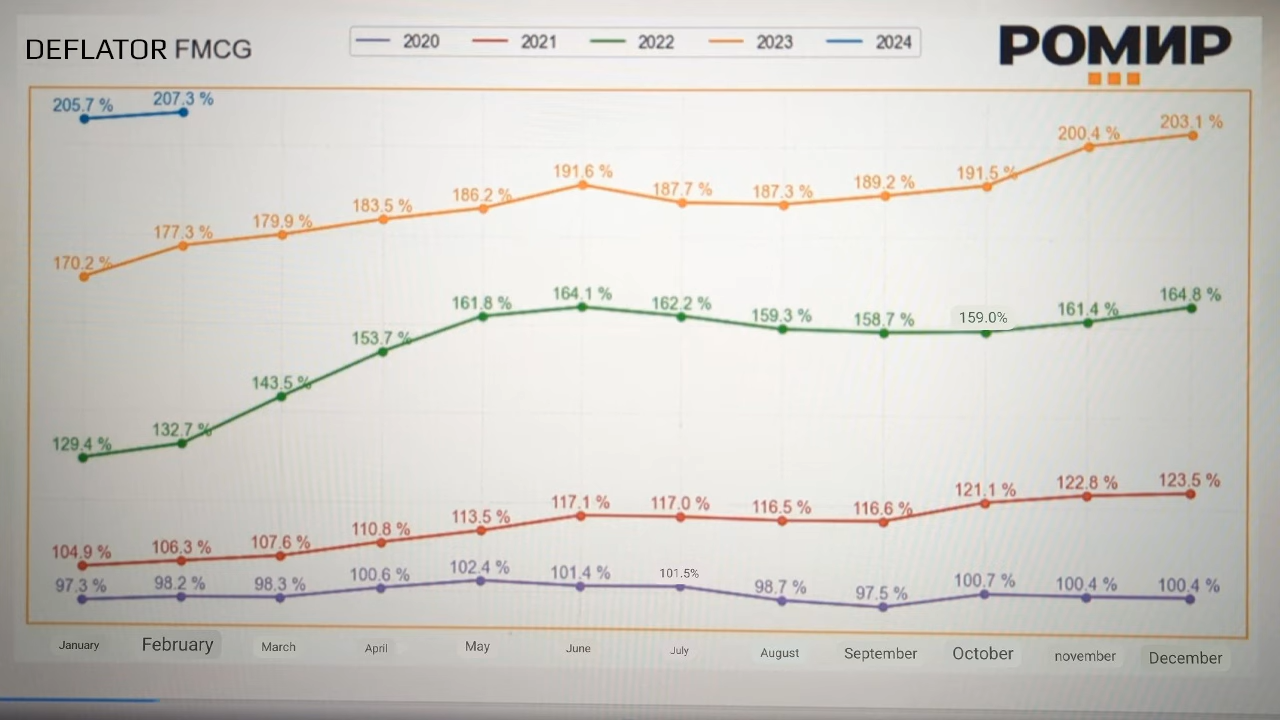 DEFLATOR FMCG
2020 2021 2022 2023 2024
РОМИР
205.7 % 207.3 %
170.2 % 177.3 % 179.9 % 183.5 % 186.2 % 191.6 % 187.7 % 187.3 % 189.2 % 191.5 % 200.4 % 203.1 %
129.4 % 132.7 % 143.5 % 153.7 % 161.8 % 164.1 % 162.2 % 159.3 % 158.7 % 159.0% 161.4 % 164.8 %
104.9 % 106.3 % 107.6 % 110.8 % 113.5 % 117.1 % 117.0 % 116.5 % 116.6 % 121.1 % 122.8 % 123.5 %
97.3 % 98.2 % 98.3 % 100.6 % 102.4 % 101.4 % 101.5% 98.7 % 97.5 % 100.7 % 100.4 % 100.4 %
January February March April May June July August September October november December